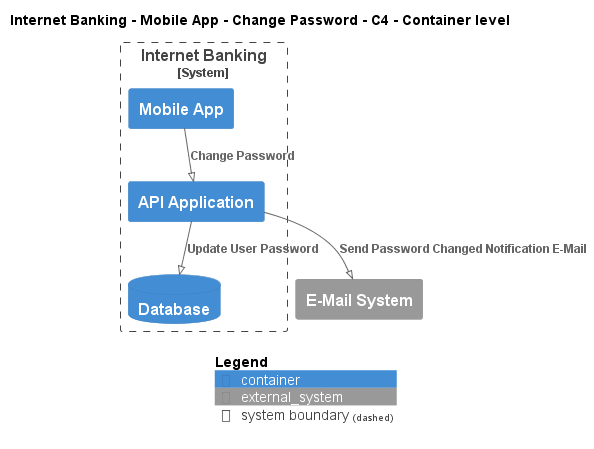 Internet Banking - Mobile App - Change Password - C4 - Container level
Internet Banking
[System]
Mobile App
Change Password
API Application
Update User Password
Send Password Changed Notification E-Mail
Database
E-Mail System
Legend
container
external_system
system boundary (dashed)